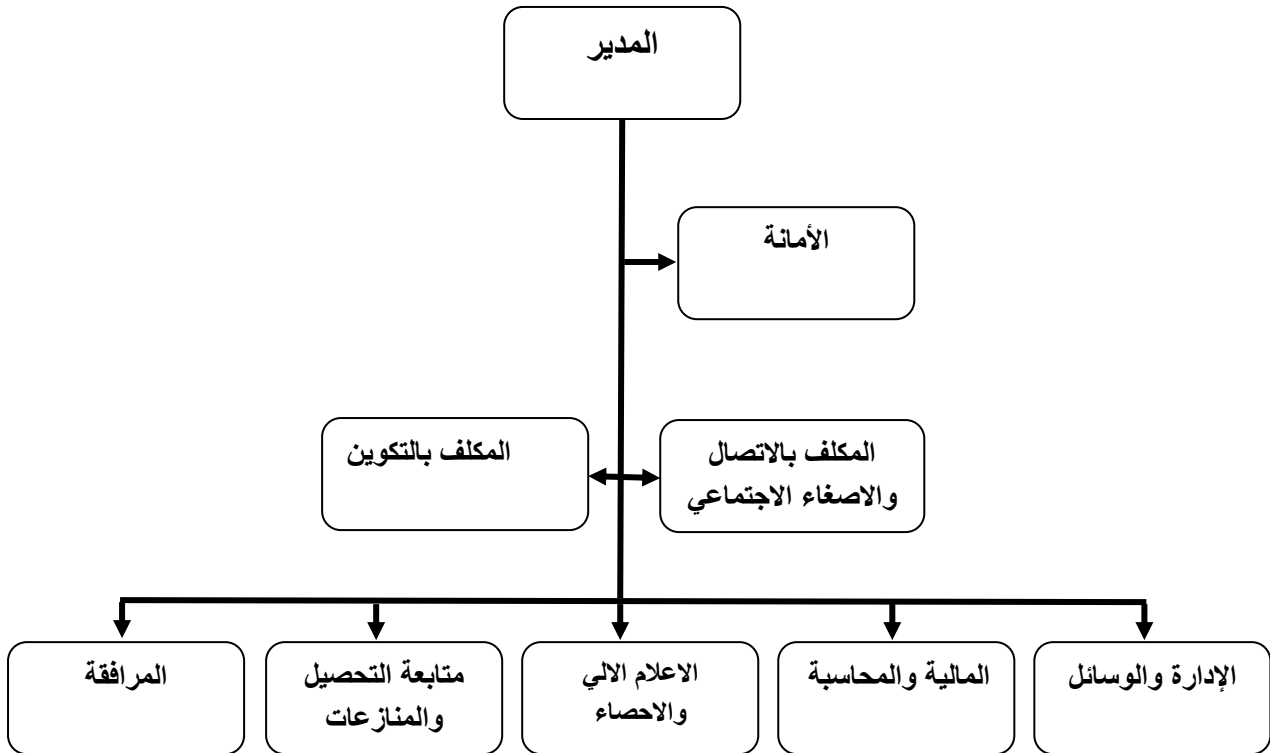 المدير
الأمانة
المكلف بالاتصال
والاصغاء الاجتماعي
المكلف بالتكوين
الإدارة والوسائل
المالية والمحاسبة
الاعلام الالي
والاحصاء
متابعة التحصيل
والمنازعات
المرافقة